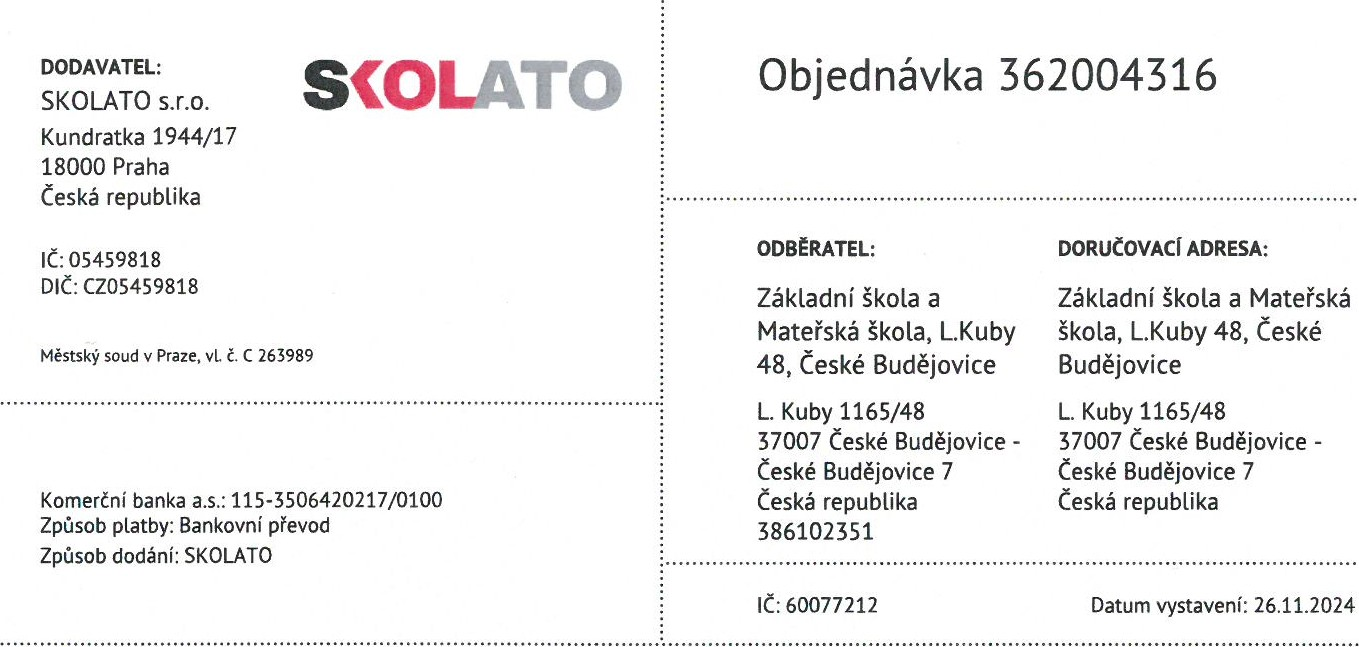 DODAVATEL:
SKOLATO s.r.o.
Kundratka 1944/17
18000 Praha
Česká republika
IČ: 05459818
DIČ: CZ05459818
Městský soud v Praze, vl. č. C 263989
SKOLATO
Komerční banka a.s.: 115-3506420217/0100
Způsob platby: Bankovní převod
Způsob dodání: SKOLATO
Objednávka 362004316
ODBĚRATEL:
Základní škola a
Mateřská škola, L.Kuby
48, České Budějovice
L. Kuby 1165/48
37007 České Budějovice -
České Budějovice 7
Česká republika
386102351
DORUČOVACÍ ADRESA:
Základní škola a Mateřská
škola, L.Kuby 48, České
Budějovice
L. Kuby 1165/48
37007 České Budějovice -
České Budějovice 7
Česká republika
IČ: 60077212
Datum vystavení: 26.11.2024